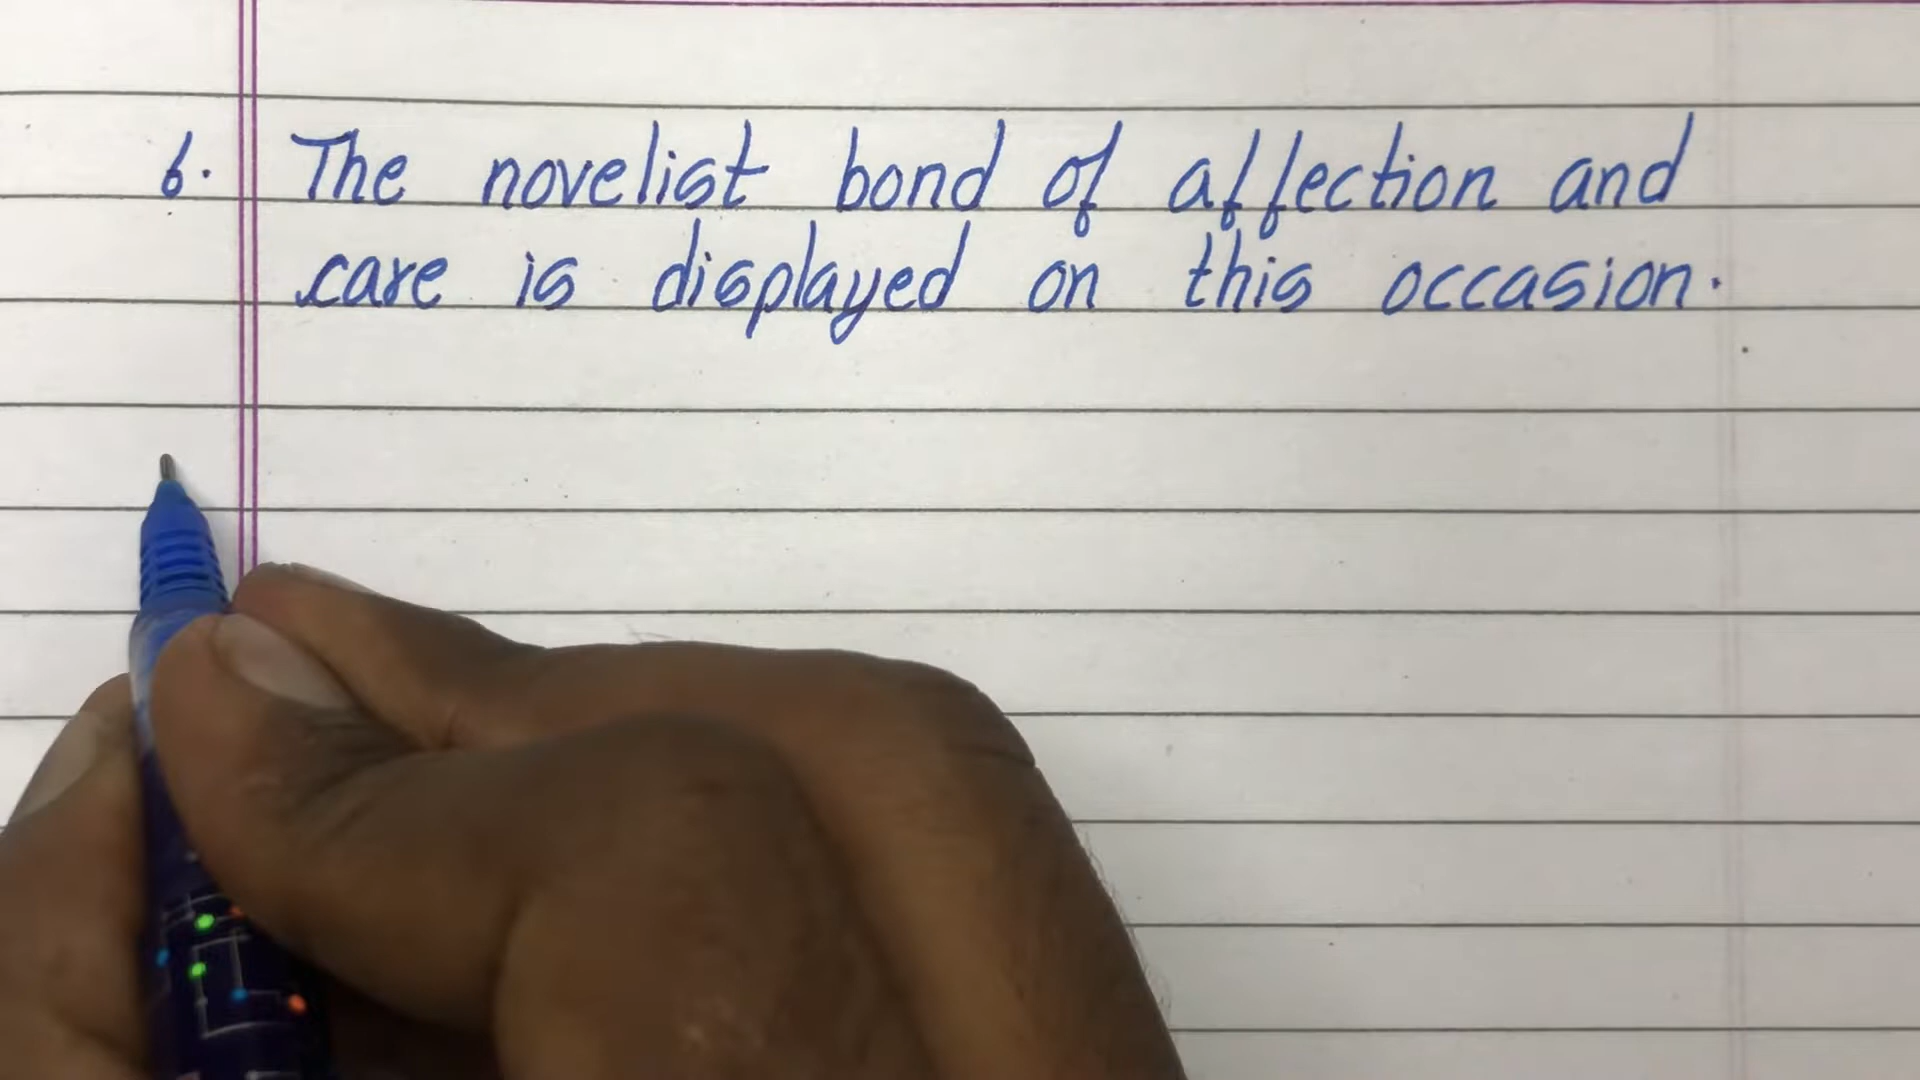 6. The novelist bond of affection and
care is displayed on this occasion.